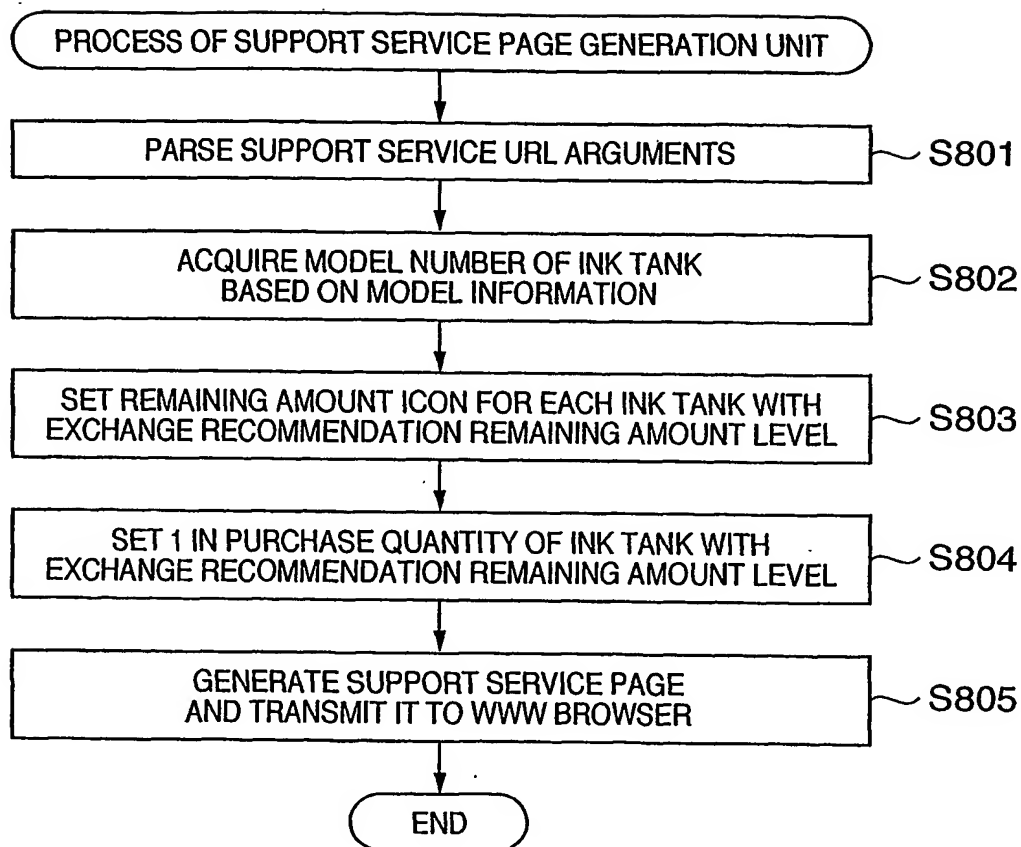 PROCESS OF SUPPORT SERVICE PAGE GENERATION UNIT
PARSE SUPPORT SERVICE URL ARGUMENTS
S801
ACQUIRE MODEL NUMBER OF INK TANK
BASED ON MODEL INFORMATION
S802
SET REMAINING AMOUNT ICON FOR EACH INK TANK WITH
EXCHANGE RECOMMENDATION REMAINING AMOUNT LEVEL
S803
SET 1 IN PURCHASE QUANTITY OF INK TANK WITH
EXCHANGE RECOMMENDATION REMAINING AMOUNT LEVEL
S804
GENERATE SUPPORT SERVICE PAGE
AND TRANSMIT IT TO WWW BROWSER
S805
END